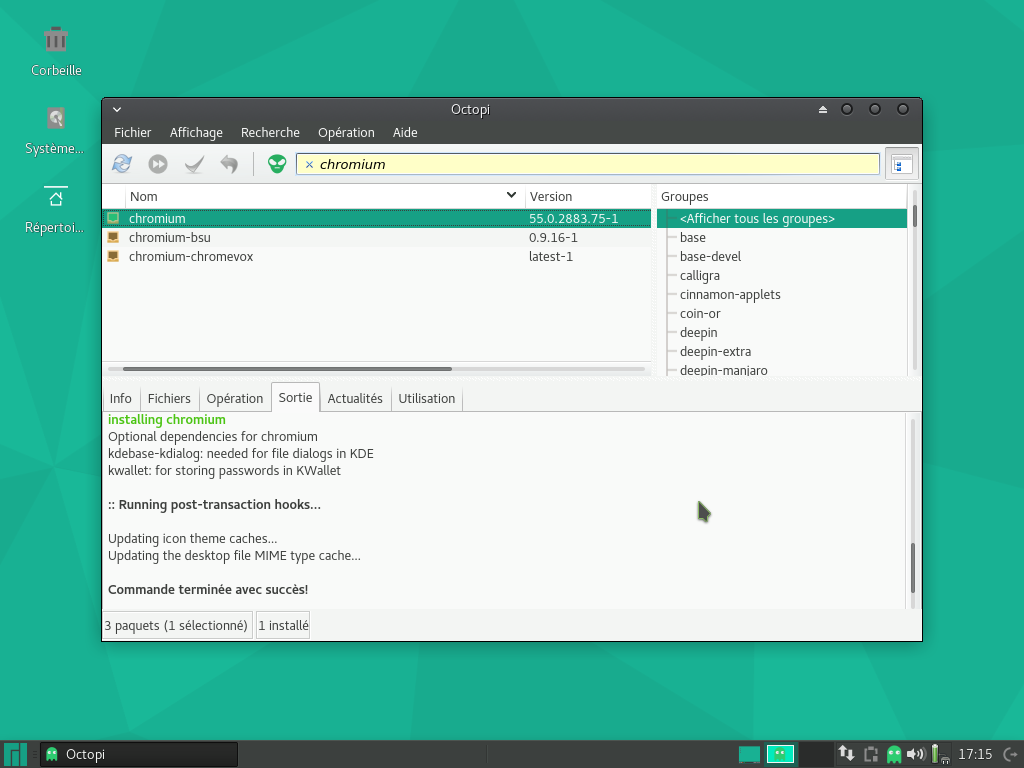 Corbeille
Système...
Répertoi...
Octopi
Fichier Affichage Recherche Opération Aide
chromium
Nom Version
chromium 55.0.2883.75-1
chromium-bsu 0.9.16-1
chromium-chromevox latest-1
Groupes
<Afficher tous les groupes>
base
base-devel
calligra
cinnamon-applets
coin-or
deepin
deepin-extra
deepin-manjaro
Info Fichiers Opération Sortie Actualités Utilisation
installing chromium
Optional dependencies for chromium
kdebase-kdialog: needed for file dialogs in KDE
kwallet: for storing passwords in KWallet
:: Running post-transaction hooks...
Updating icon theme caches...
Updating the desktop file MIME type cache...
Commande terminée avec succès!
3 paquets (1 sélectionné) 1 installé
Octopi 17:15